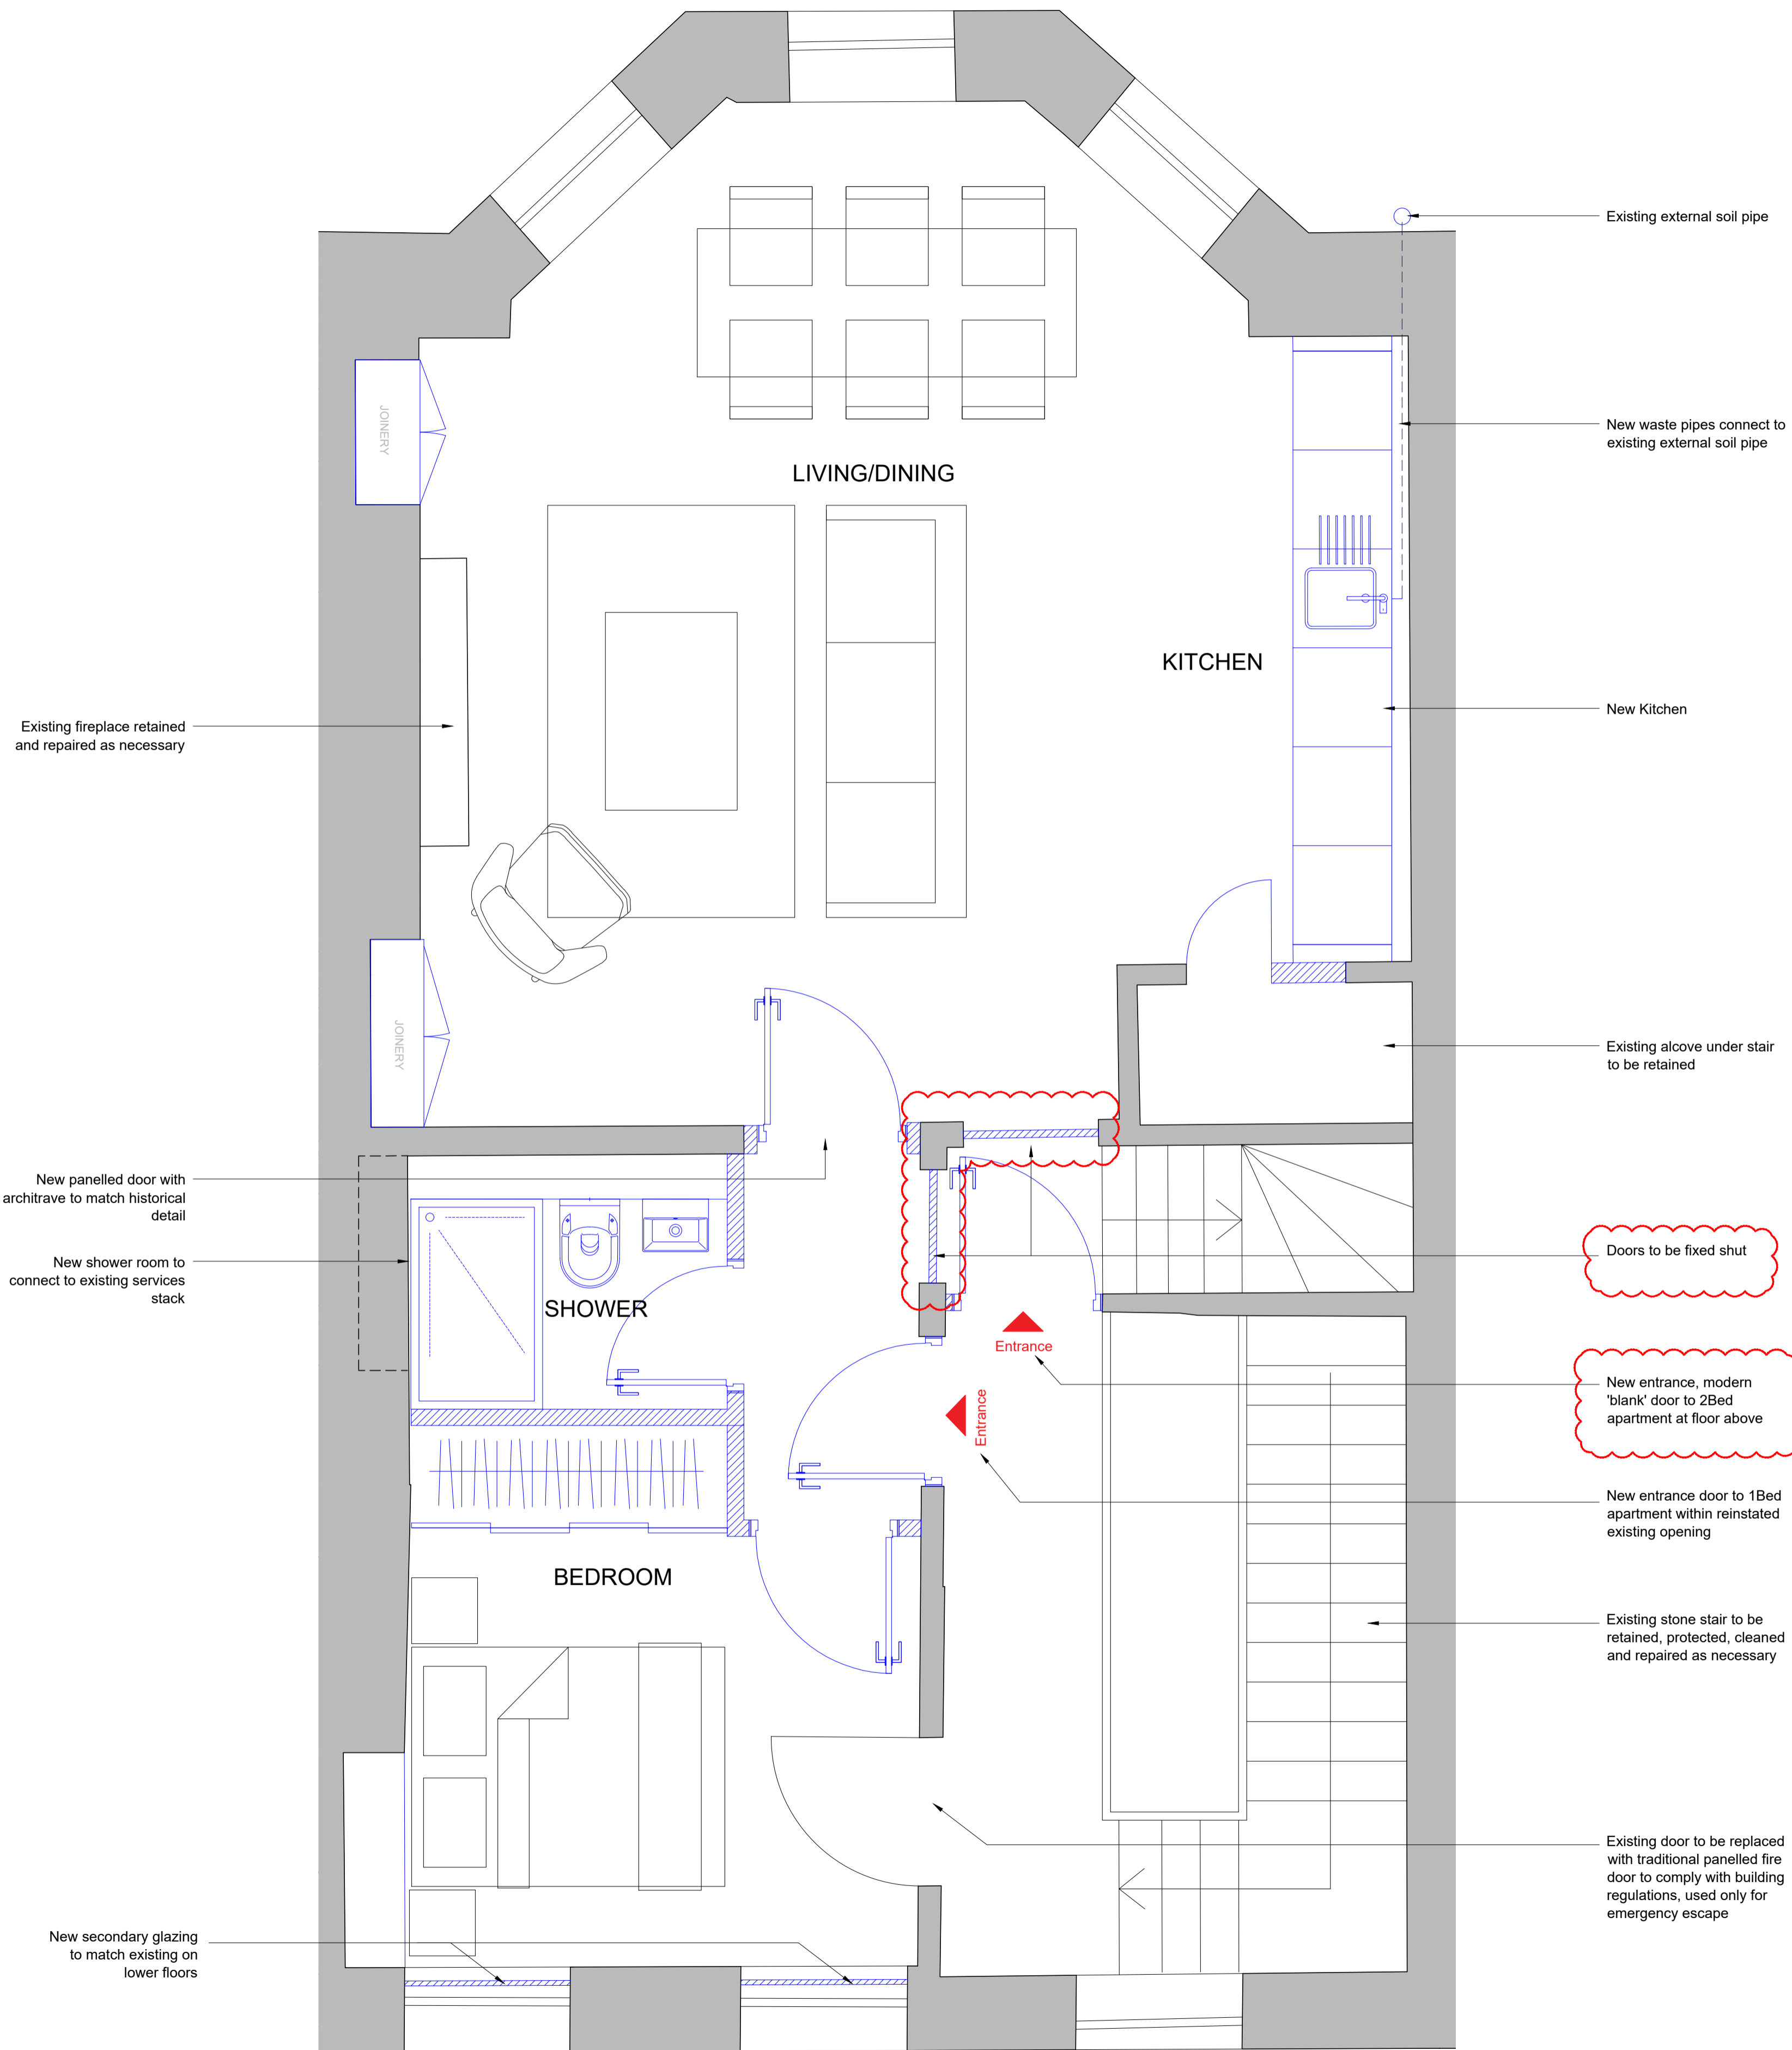 Existing external soil pipe
New waste pipes connect to
existing external soil pipe
JOINERY
LIVING/DINING
KITCHEN
New Kitchen
Existing fireplace retained
and repaired as necessary
JOINERY
Existing alcove under stair
to be retained
New panelled door with
architrave to match historical
detail
New shower room to
connect to existing services
stack
SHOWER
Doors to be fixed shut
Entrance
Entrance
New entrance, modern
'blank' door to 2Bed
apartment at floor above
New entrance door to 1Bed
apartment within reinstated
existing opening
BEDROOM
Existing stone stair to be
retained, protected, cleaned
and repaired as necessary
Existing door to be replaced
with traditional panelled fire
door to comply with building
regulations, used only for
emergency escape
New secondary glazing
to match existing on
lower floors